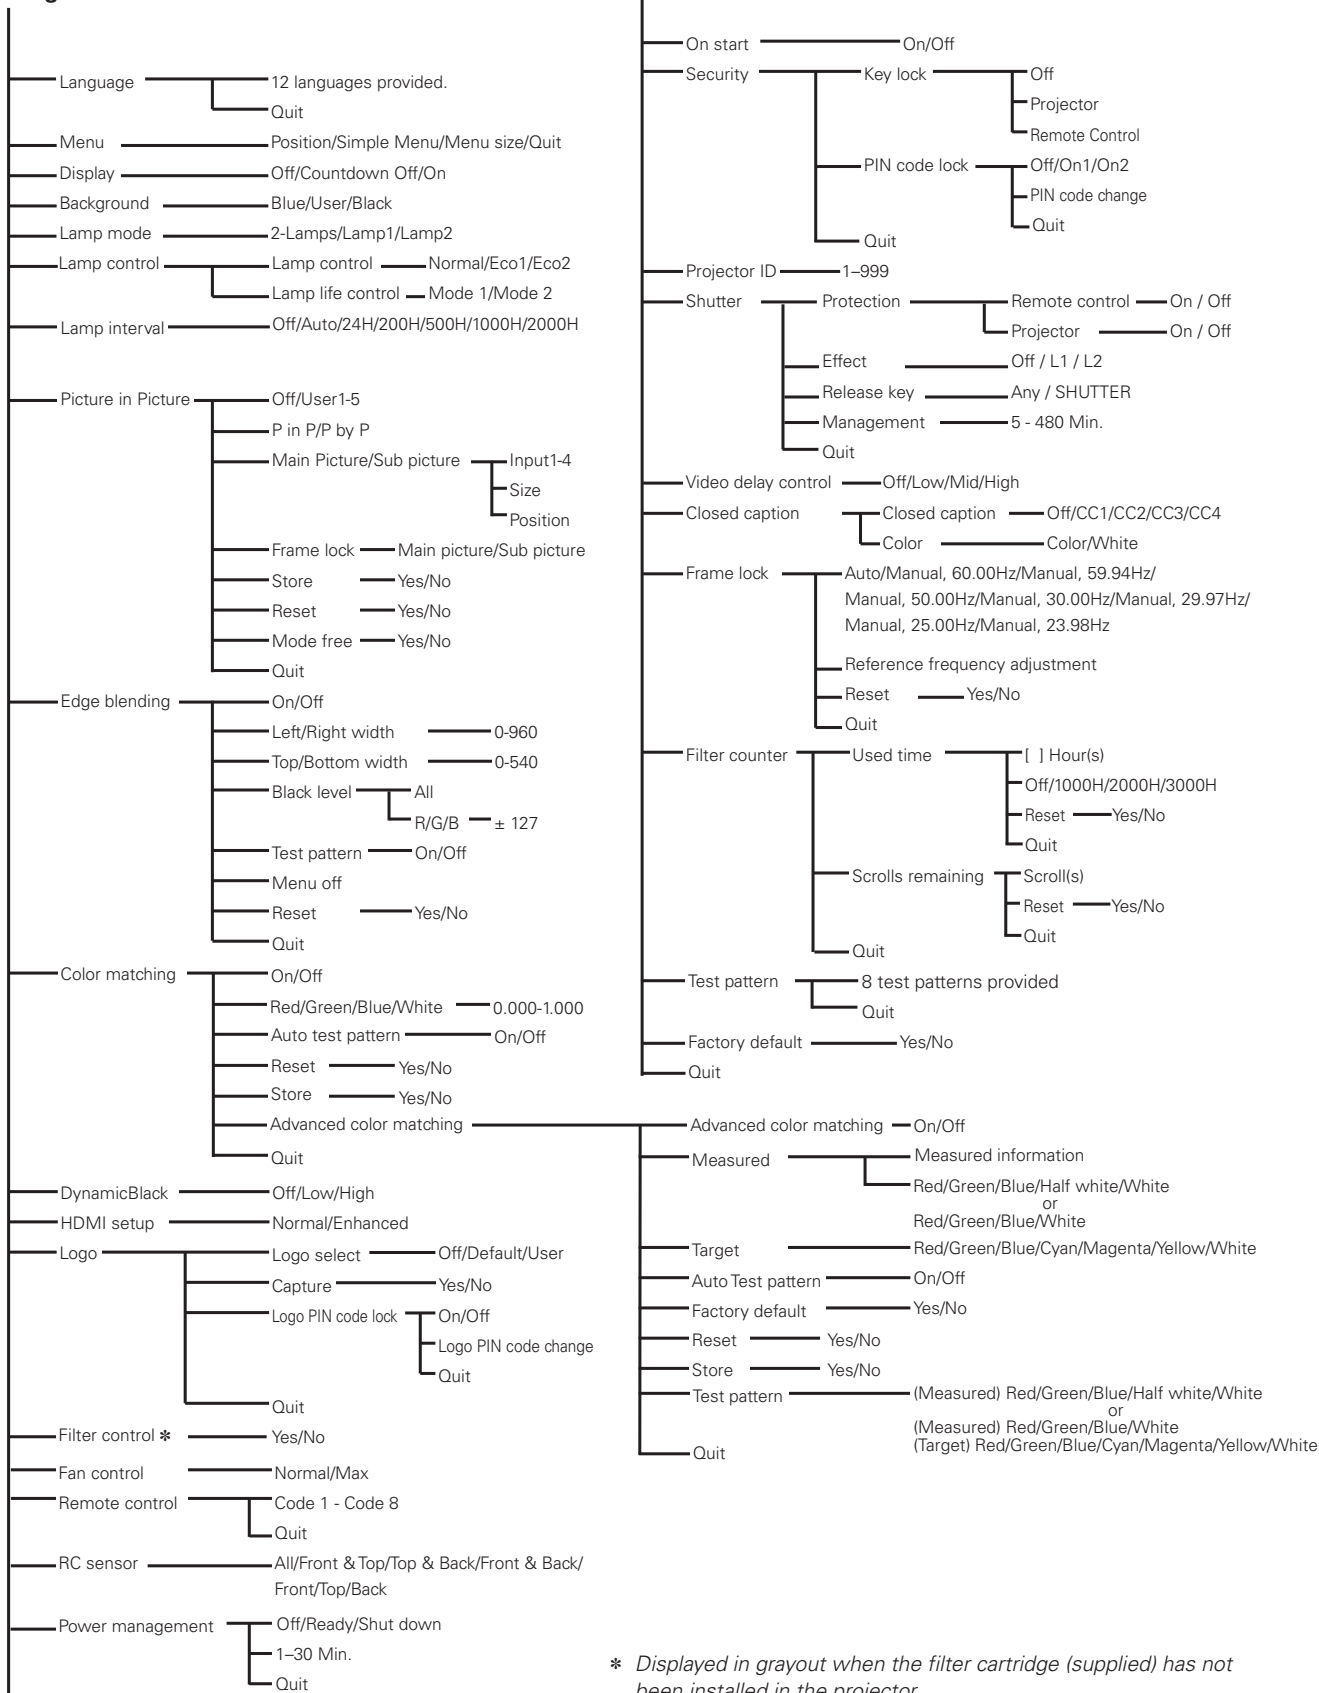 Language 12 languages provided.
Quit
Menu Position/Simple Menu/Menu size/Quit
Display Off/Countdown Off/On
Background Blue/User/Black
Lamp mode 2-Lamps/Lamp1/Lamp2
Lamp control Lamp control Normal/Eco1/Eco2
Lamp life control Mode 1/Mode 2
Lamp interval Off/Auto/24H/200H/500H/1000H/2000H
Picture in Picture Off/User1-5
P in P/P by P
Main Picture/Sub picture Input1-4
Size
Position
Frame lock Main picture/Sub picture
Store Yes/No
Reset Yes/No
Mode free Yes/No
Quit
Edge blending On/Off
Left/Right width 0-960
Top/Bottom width 0-540
Black level All
R/G/B ± 127
Test pattern On/Off
Menu off
Reset Yes/No
Quit
Color matching On/Off
Red/Green/Blue/White 0.000-1.000
Auto test pattern On/Off
Reset Yes/No
Store Yes/No
Advanced color matching
Quit
DynamicBlack Off/Low/High
HDMI setup Normal/Enhanced
Logo Logo select Off/Default/User
Capture Yes/No
Logo PIN code lock On/Off
Logo PIN code change
Quit
Quit
Filter control ✻ Yes/No
Fan control Normal/Max
Remote control Code 1 - Code 8
Quit
RC sensor All/Front & Top/Top & Back/Front & Back/
Front/Top/Back
Power management Off/Ready/Shut down
1–30 Min.
Quit
On start On/Off
Security Key lock Off
Projector
Remote Control
PIN code lock Off/On1/On2
PIN code change
Quit
Quit
Projector ID 1–999
Shutter Protection Remote control On / Off
Projector On / Off
Effect Off / L1 / L2
Release key Any / SHUTTER
Management 5 - 480 Min.
Quit
Video delay control Off/Low/Mid/High
Closed caption Closed caption Off/CC1/CC2/CC3/CC4
Color Color/White
Frame lock Auto/Manual, 60.00Hz/Manual, 59.94Hz/
Manual, 50.00Hz/Manual, 30.00Hz/Manual, 29.97Hz/
Manual, 25.00Hz/Manual, 23.98Hz
Reference frequency adjustment
Reset Yes/No
Quit
Filter counter Used time [ ] Hour(s)
Off/1000H/2000H/3000H
Reset Yes/No
Quit
Scrolls remaining Scroll(s)
Reset Yes/No
Quit
Quit
Test pattern 8 test patterns provided
Quit
Factory default Yes/No
Quit
Advanced color matching On/Off
Measured Measured information
Red/Green/Blue/Half white/White
or
Red/Green/Blue/White
Target Red/Green/Blue/Cyan/Magenta/Yellow/White
Auto Test pattern On/Off
Factory default Yes/No
Reset Yes/No
Store Yes/No
Test pattern (Measured) Red/Green/Blue/Half white/White
or
(Measured) Red/Green/Blue/White
(Target) Red/Green/Blue/Cyan/Magenta/Yellow/White
Quit
✻ Displayed in grayout when the filter cartridge (supplied) has not
been installed in the projector